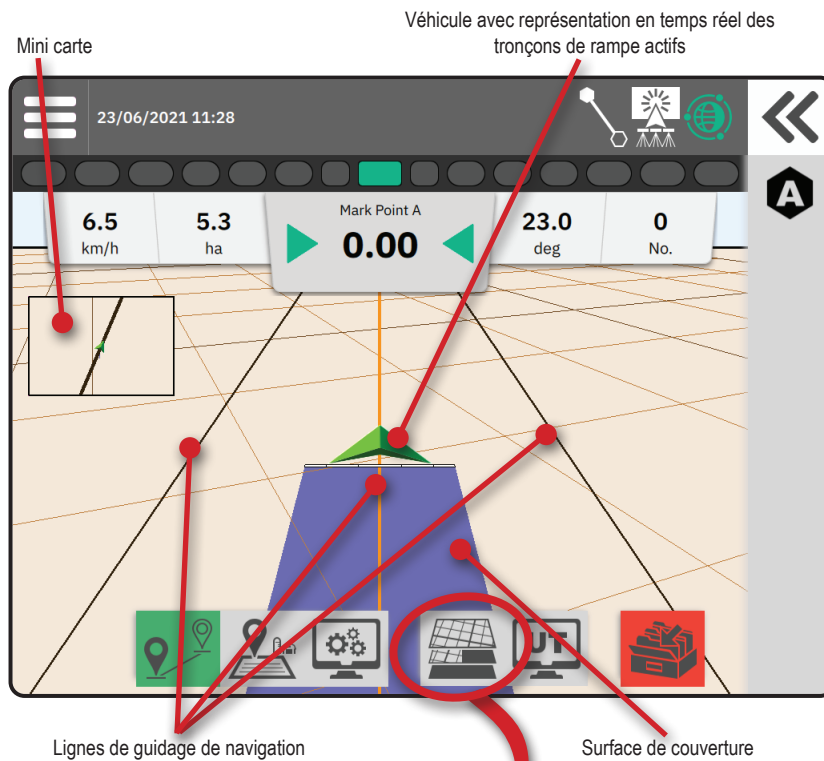 Véhicule avec représentation en temps réel des
tronçons de rampe actifs
Mini carte
23/06/2021 11:28
6.5
km/h
5.3
ha
Mark Point A
0.00
23.0
deg
0
No.
A
UT
Lignes de guidage de navigation
Surface de couverture